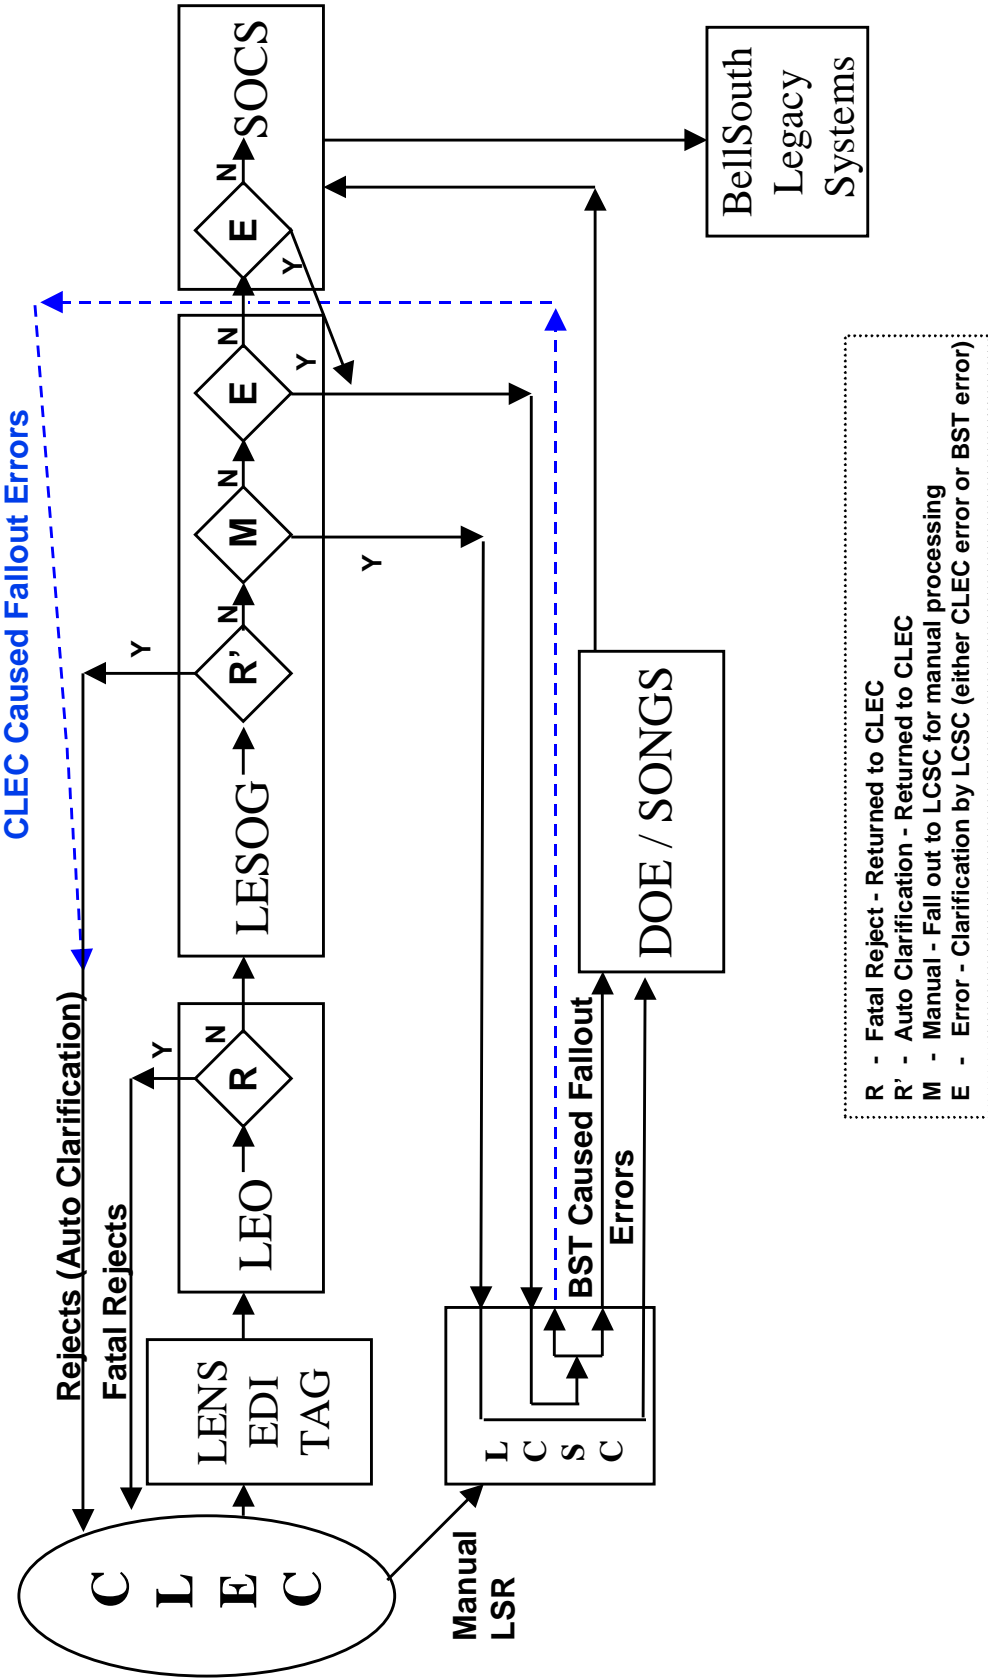 CLEC Caused Fallout Errors
Rejects (Auto Clarification)
Fatal Rejects
Y
Y
C
L
E
C
LENS
EDI
TAG
LEO
R
N
LESOG
R'
N
M
N
E
N
E
N
SOCS
Y
Y
Y
Manual
LSR
L
C
S
C
BST Caused Fallout
Errors
DOE / SONGS
BellSouth
Legacy
Systems
R - Fatal Reject - Returned to CLEC
R' - Auto Clarification - Returned to CLEC
M - Manual - Fall out to LCSC for manual processing
E - Error - Clarification by LCSC (either CLEC error or BST error)